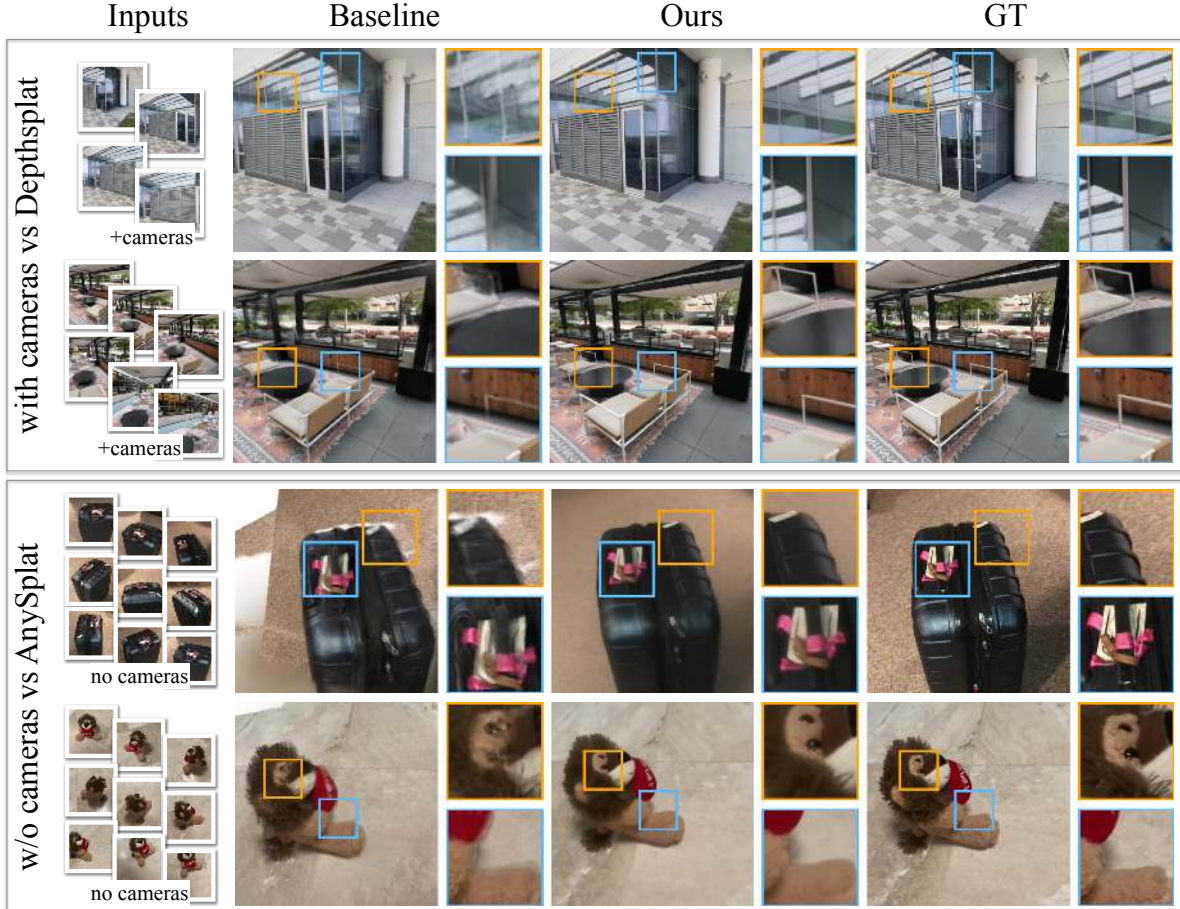 Inputs
Baseline
Ours
GT
with cameras vs Depthsplat
+cameras
+cameras
w/o cameras vs AnySplat
no cameras
no cameras